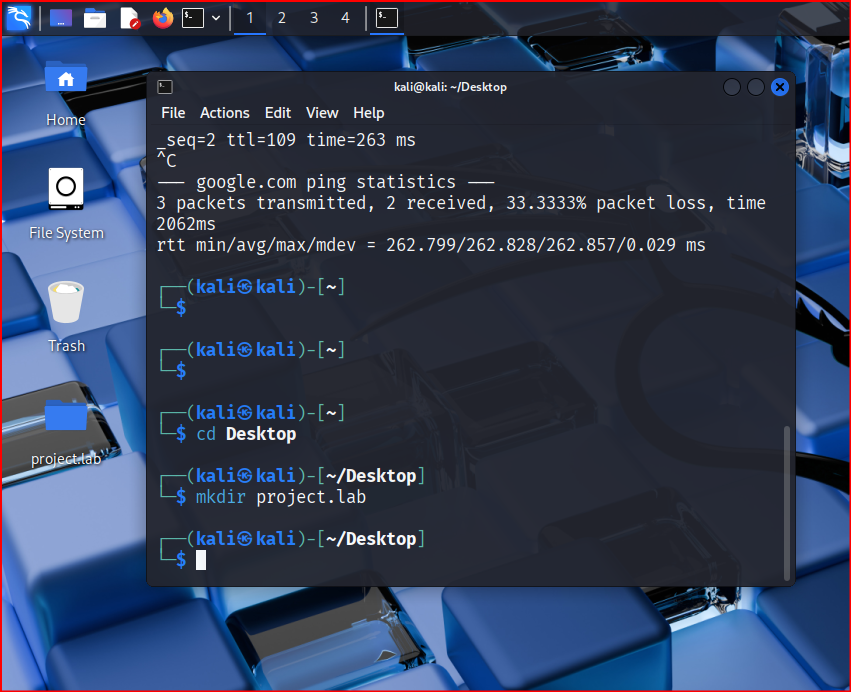 1 2 3 4
Home
File System
Trash
project.lab
kali@kali: ~/Desktop
File Actions Edit View Help
_seq=2 ttl=109 time=263 ms
^C
--- google.com ping statistics ---
3 packets transmitted, 2 received, 33.3333% packet loss, time
2062ms
rtt min/avg/max/mdev = 262.799/262.828/262.857/0.029 ms
┌──(kali㉿kali)-[~]
└─$
┌──(kali㉿kali)-[~]
└─$
┌──(kali㉿kali)-[~]
└─$ cd Desktop
┌──(kali㉿kali)-[~/Desktop]
└─$ mkdir project.lab
┌──(kali㉿kali)-[~/Desktop]
└─$